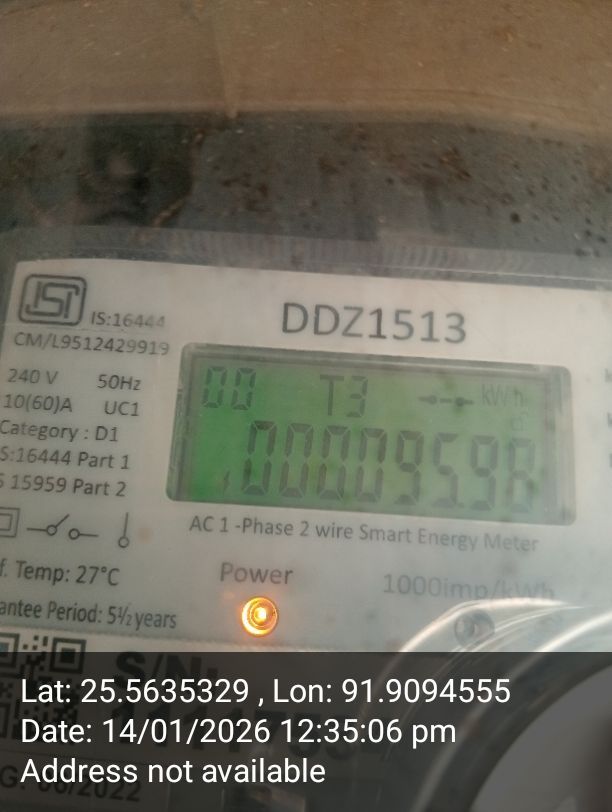 IS:16444
CM/L9512429919
DDZ1513
240 V 50Hz
10(60)A UC1
Category : D1
S:16444 Part 1
S 15959 Part 2
00 T3 kWh
000095.98
AC 1 -Phase 2 wire Smart Energy Meter
f. Temp: 27°C
antee Period: 5½ years
Power
1000imp/kWh
S/N:
Lat: 25.5635329 , Lon: 91.9094555
Date: 14/01/2026 12:35:06 pm
Address not available